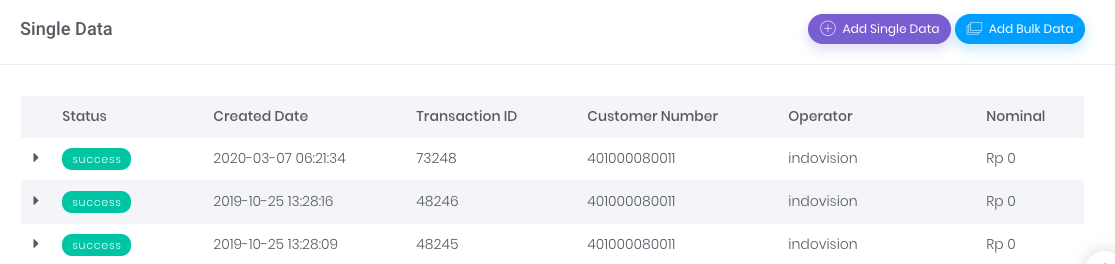 Single Data
Add Single Data
Add Bulk Data
Status Created Date Transaction ID Customer Number Operator Nominal
success 2020-03-07 06:21:34 73248 401000080011 indovision Rp 0
success 2019-10-25 13:28:16 48246 401000080011 indovision Rp 0
success 2019-10-25 13:28:09 48245 401000080011 indovision Rp 0